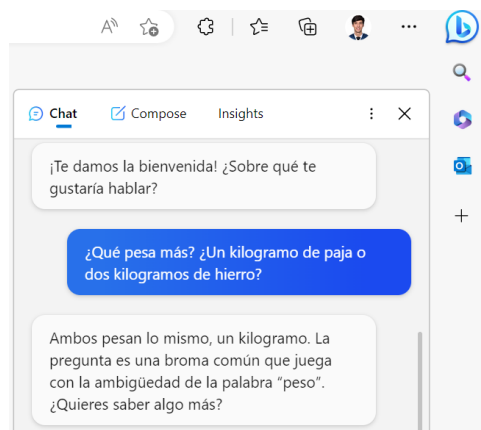 Chat Compose Insights
¡Te damos la bienvenida! ¿Sobre qué te
gustaría hablar?
¿Qué pesa más? ¿Un kilogramo de paja o
dos kilogramos de hierro?
Ambos pesan lo mismo, un kilogramo. La
pregunta es una broma común que juega
con la ambigüedad de la palabra “peso”.
¿Quieres saber algo más?